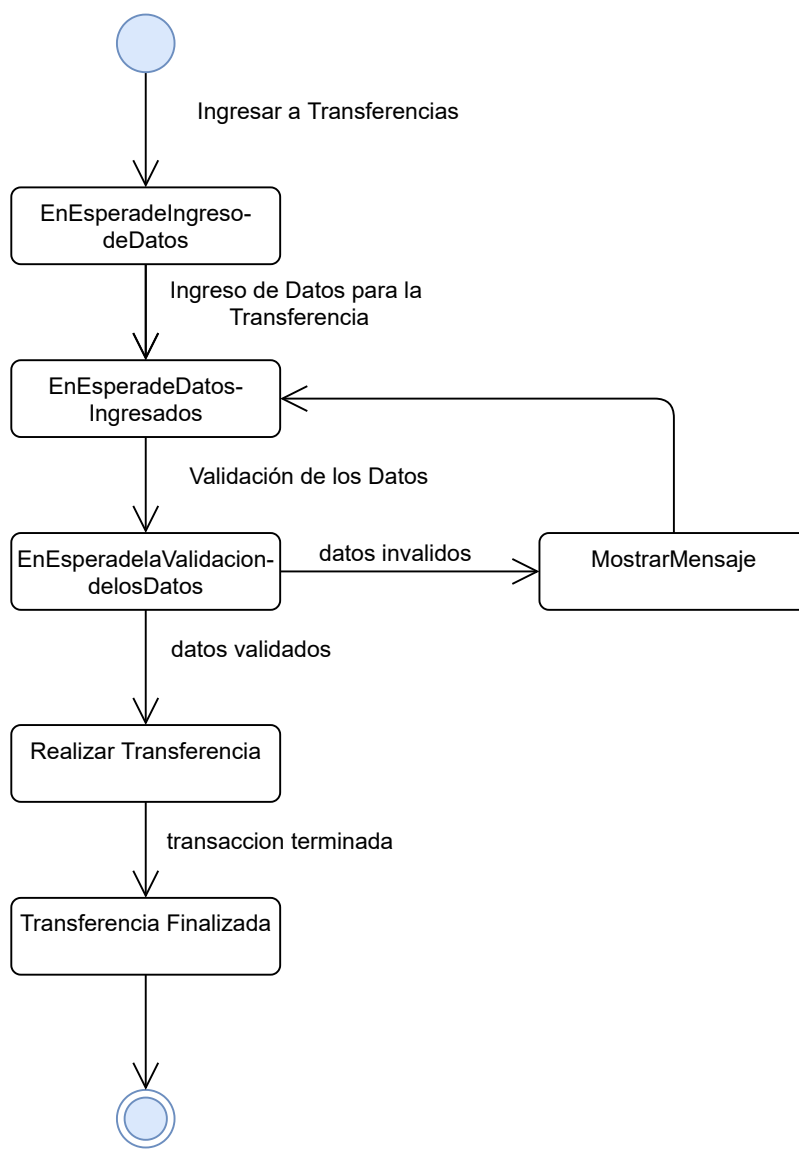 Ingresar a Transferencias
EnEsperadeIngreso-
deDatos
Ingreso de Datos para la
Transferencia
EnEsperadeDatos-
Ingresados
Validación de los Datos
EnEsperadelaValidacion-
delosDatos
datos invalidos
MostrarMensaje
datos validados
Realizar Transferencia
transaccion terminada
Transferencia Finalizada